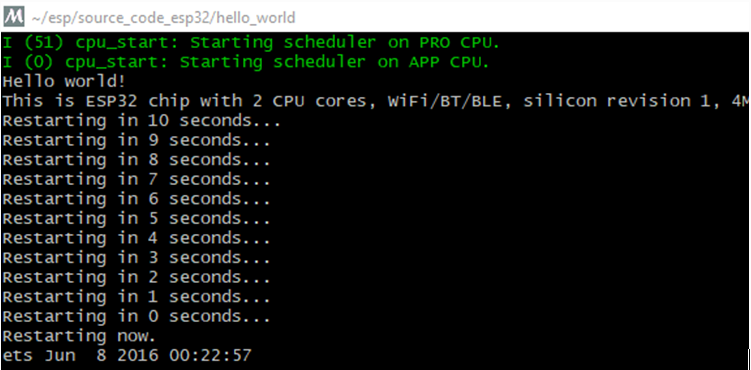 M ~/esp/source_code_esp32/hello_world
I (51) cpu_start: Starting scheduler on PRO CPU.
I (0) cpu_start: Starting scheduler on APP CPU.
Hello world!
This is ESP32 chip with 2 CPU cores, WiFi/BT/BLE, silicon revision 1, 4M
Restarting in 10 seconds...
Restarting in 9 seconds...
Restarting in 8 seconds...
Restarting in 7 seconds...
Restarting in 6 seconds...
Restarting in 5 seconds...
Restarting in 4 seconds...
Restarting in 3 seconds...
Restarting in 2 seconds...
Restarting in 1 seconds...
Restarting in 0 seconds...
Restarting now.
ets Jun  8 2016 00:22:57